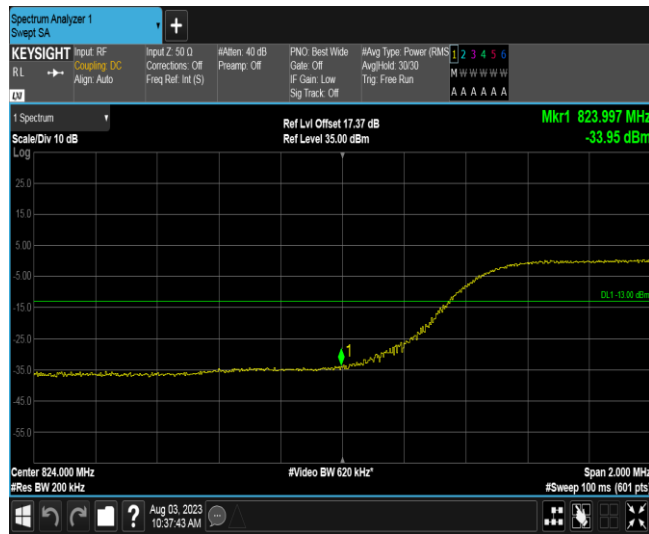 Spectrum Analyzer 1
Swept SA
KEYSIGHT
RL
LXI
Input: RF
Coupling: DC
Align: Auto
Input Z: 50 Ω
Corrections: Off
Freq Ref: Int (S)
#Atten: 40 dB
Preamp: Off
PNO: Best Wide
Gate: Off
IF Gain: Low
Sig Track: Off
#Avg Type: Power (RMS
Avg|Hold: 30/30
Trig: Free Run
1 2 3 4 5 6
M W W W W W
A A A A A A
1 Spectrum
Scale/Div 10 dB
Ref Lvl Offset 17.37 dB
Ref Level 35.00 dBm
Mkr1 823.997 MHz
-33.95 dBm
Log
25.0
15.0
5.00
-5.00
-15.0
-25.0
-35.0
-45.0
-55.0
1
DL1 -13.00 dBm
Center 824.000 MHz
#Res BW 200 kHz
#Video BW 620 kHz*
Span 2.000 MHz
#Sweep 100 ms (601 pts
?
Aug 03, 2023
10:37:43 AM